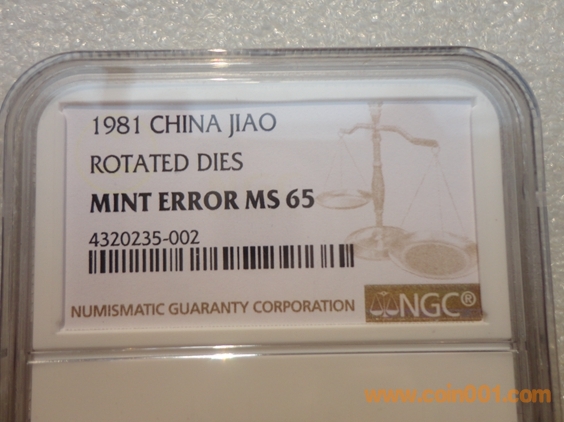 1981 CHINA JIAO
ROTATED DIES
MINT ERROR MS 65
4320235-002
NUMISMATIC GUARANTY CORPORATION
NGC®
www.coin001.com